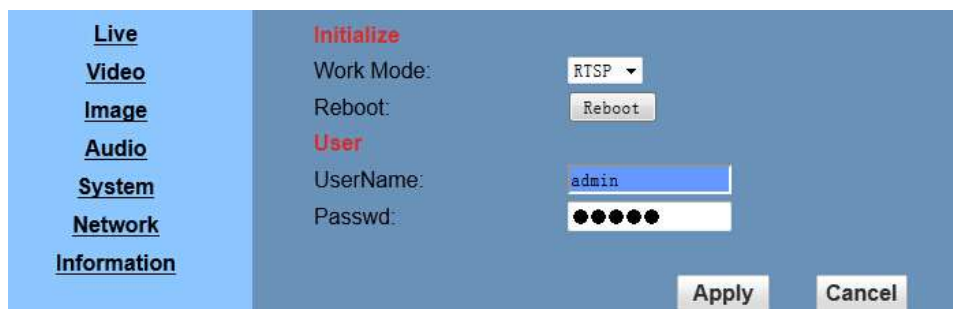 Live
Video
Image
Audio
System
Network
Information
Initialize
Work Mode: RTSP
Reboot: Reboot
User
UserName: admin
Passwd: ●●●●●
Apply Cancel